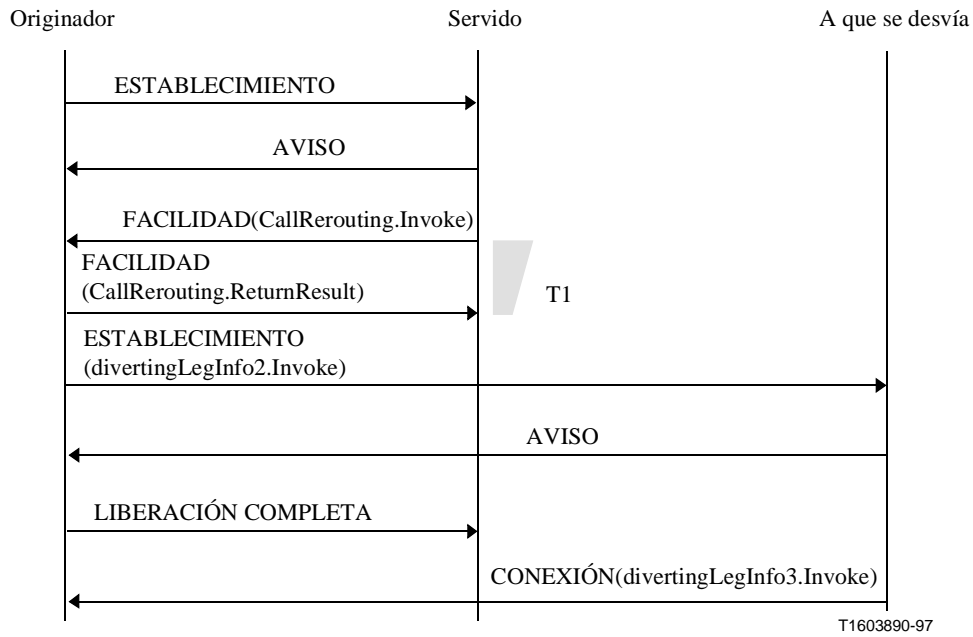 Originador
Servido
A que se desvía
ESTABLECIMIENTO
AVISO
FACILIDAD(CallRerouting.Invoke)
FACILIDAD
(CallRerouting.ReturnResult)
T1
ESTABLECIMIENTO
(divertingLegInfo2.Invoke)
AVISO
LIBERACIÓN COMPLETA
CONEXIÓN(divertingLegInfo3.Invoke)
T1603890-97